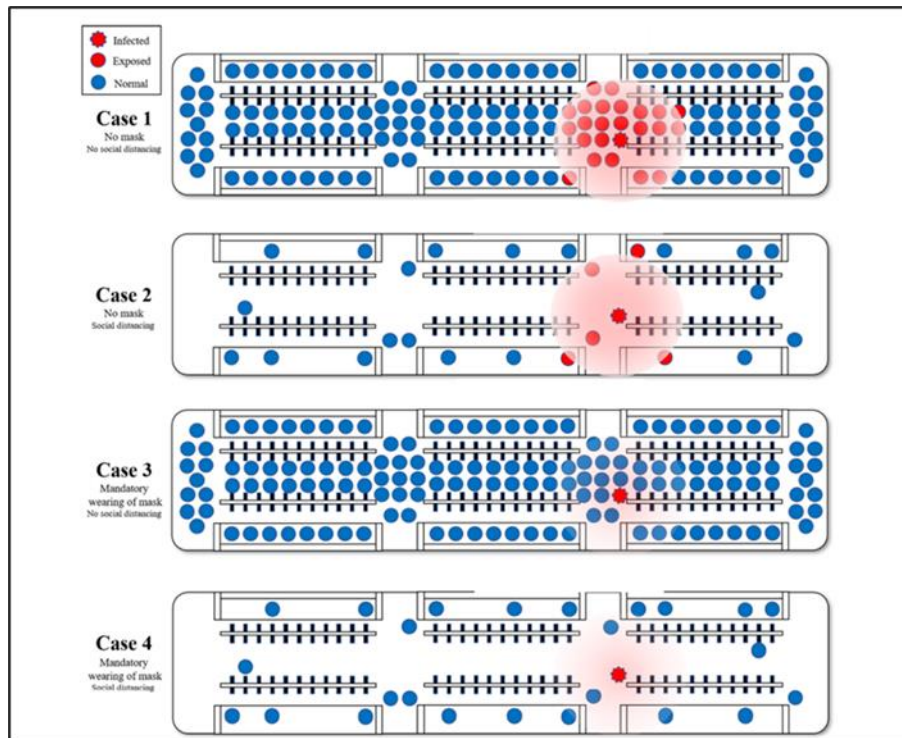 Infected
Exposed
Normal
Case 1
No mask
No social distancing
Case 2
No mask
Social distancing
Case 3
Mandatory
wearing of mask
No social distancing
Case 4
Mandatory
wearing of mask
Social distancing